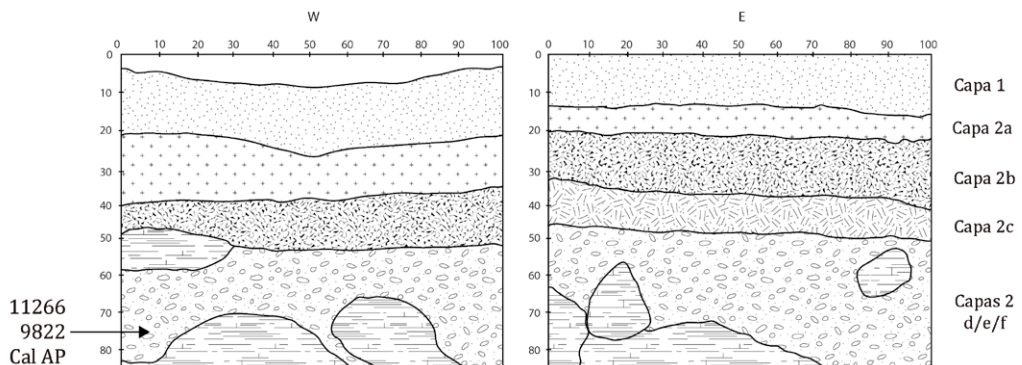 W E
0 10 20 30 40 50 60 70 80 90 100 0 10 20 30 40 50 60 70 80 90 100
0 0
10 10 Capa 1
20 20 Capa 2a
30 30 Capa 2b
40 40 Capa 2c
50 50
60 60
11266 70 70 Capas 2
9822 d/e/f
Cal AP 80 80